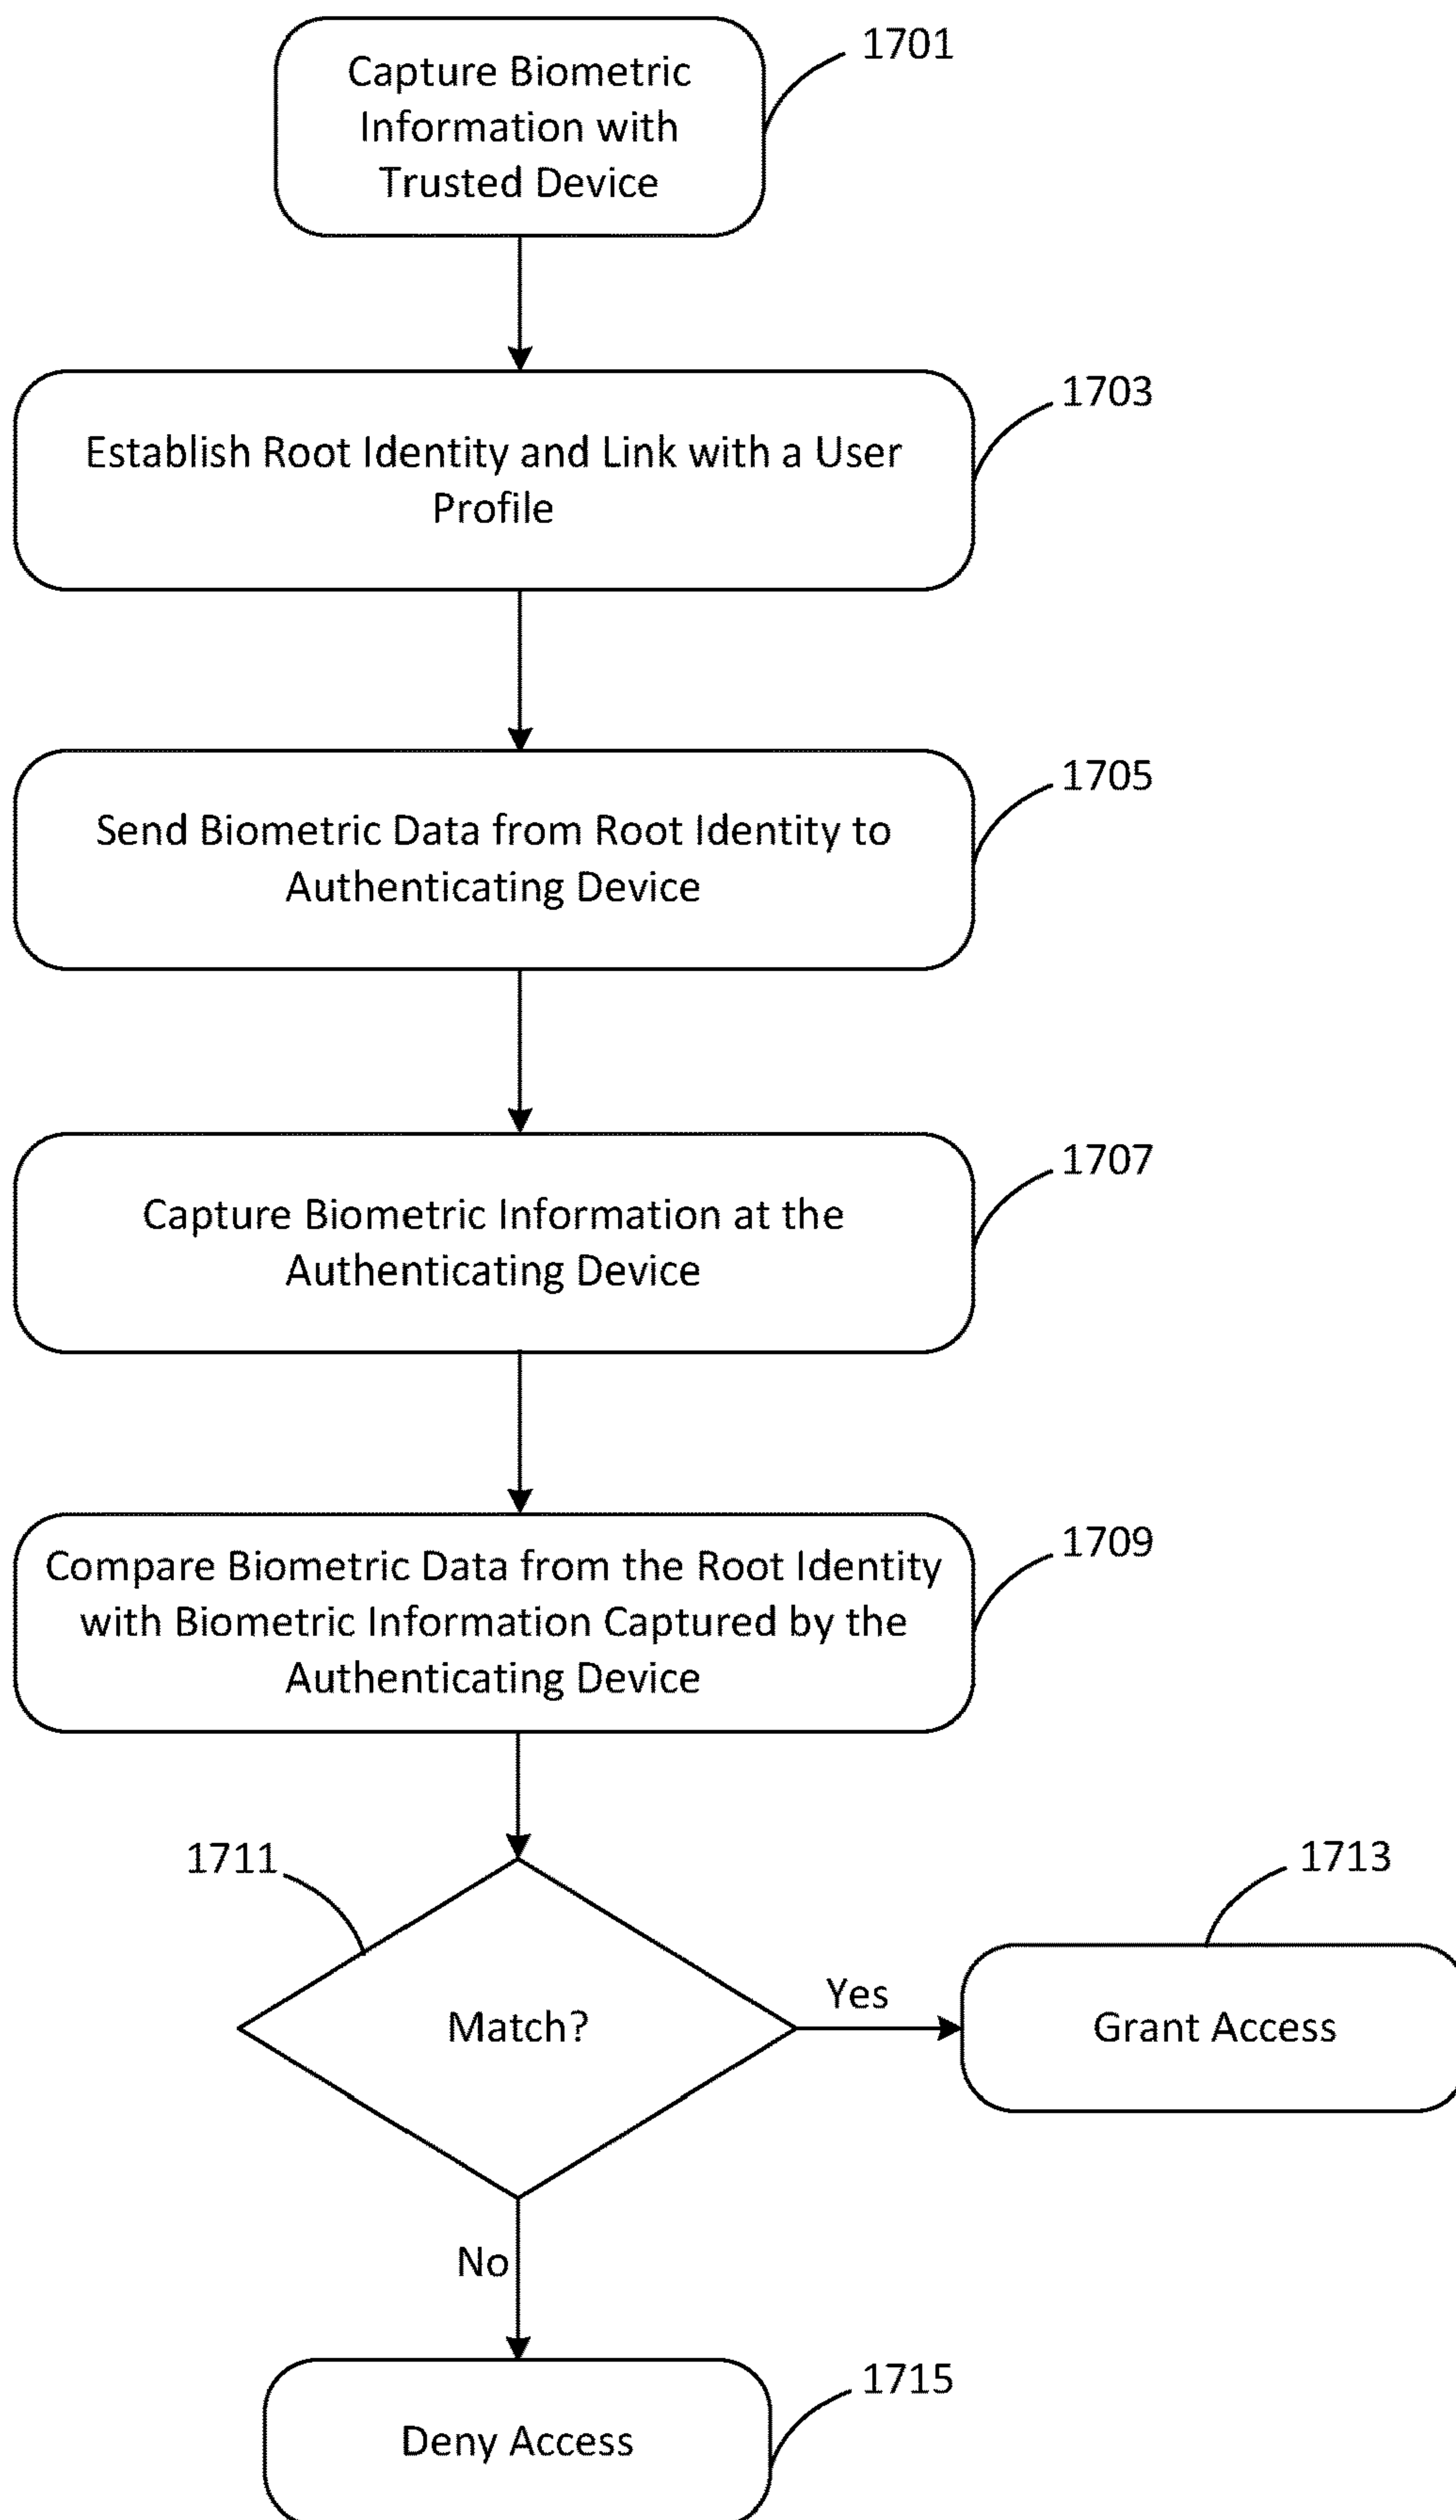 1701
Capture Biometric
Information with
Trusted Device
1703
Establish Root Identity and Link with a User
Profile
1705
Send Biometric Data from Root Identity to
Authenticating Device
1707
Capture Biometric Information at the
Authenticating Device
1709
Compare Biometric Data from the Root Identity
with Biometric Information Captured by the
Authenticating Device
1711
Match?
Yes
1713
Grant Access
No
1715
Deny Access